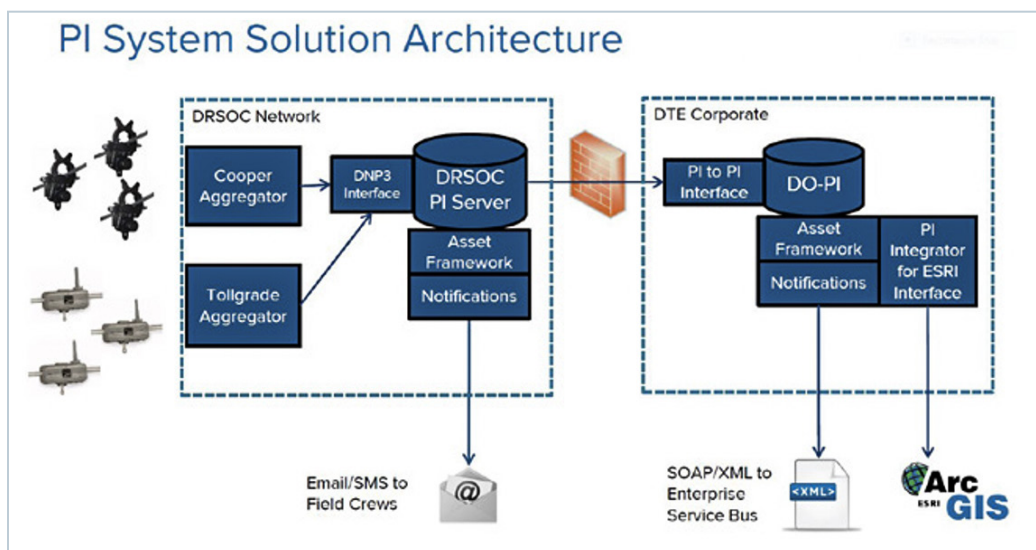 PI System Solution Architecture
DRSOC Network
Cooper
Aggregator
Tollgrade
Aggregator
DNP3
Interface
DRSOC
PI Server
Asset
Framework
Notifications
Email/SMS to
Field Crews
@
DTE Corporate
PI to PI
Interface
DO-PI
Asset
Framework
Notifications
PI
Integrator
for ESRI
Interface
SOAP/XML to
Enterprise
Service Bus
<XML>
Arc
ESRI
GIS